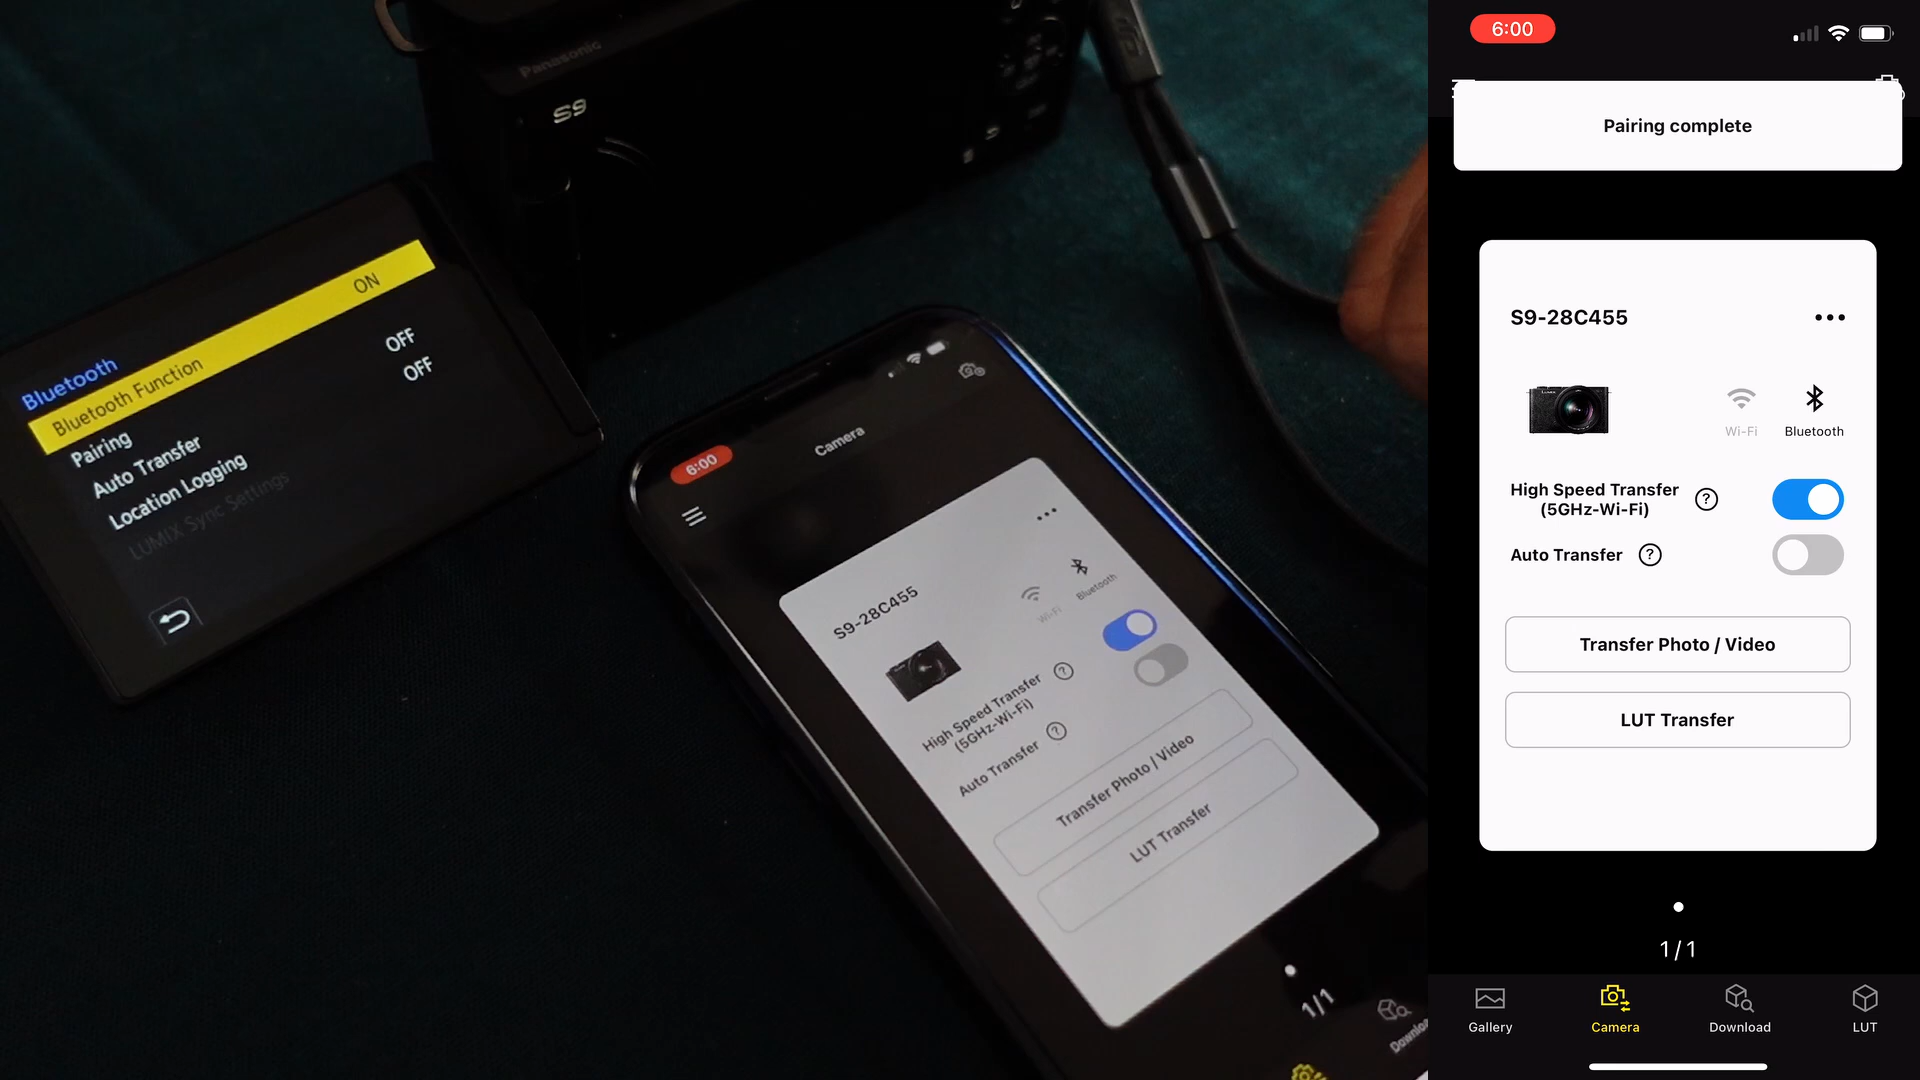 Panasonic
S9
Bluetooth
Bluetooth Function ON
Pairing
Auto Transfer OFF
Location Logging OFF
LUMIX Sync Settings
6:00
Camera
S9-28C455
Wi-Fi
Bluetooth
High Speed Transfer
(5GHz-Wi-Fi)
?
Auto Transfer
?
Transfer Photo / Video
LUT Transfer
1/1
6:00
Pairing complete
S9-28C455
Wi-Fi
Bluetooth
High Speed Transfer
(5GHz-Wi-Fi)
?
Auto Transfer
?
Transfer Photo / Video
LUT Transfer
1/1
Gallery
Camera
Download
LUT